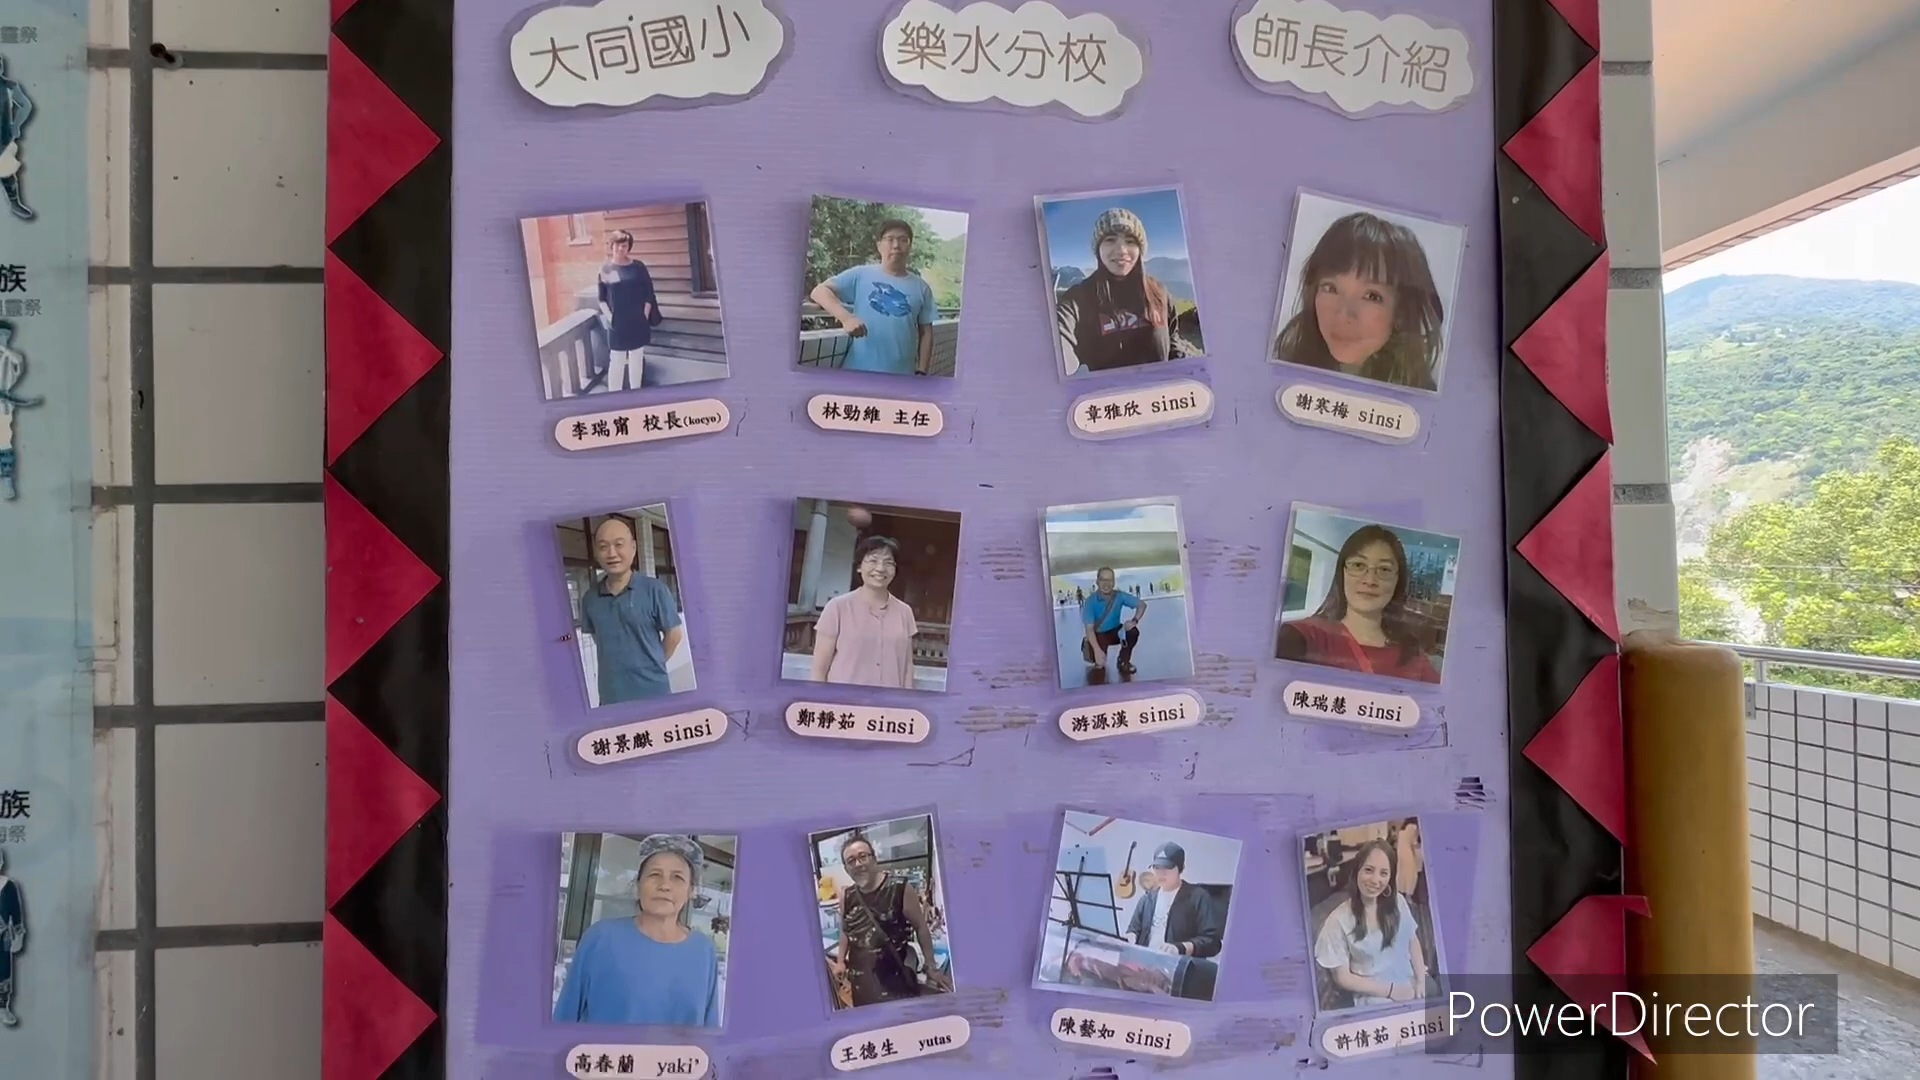 大同國小 樂水分校 師長介紹
李瑞甯 校長(kocyo)
林勁維 主任
章雅欣 sinsi
謝寒梅 sinsi
謝景麒 sinsi
鄭靜茹 sinsi
游源漢 sinsi
陳瑞慧 sinsi
高春蘭 yaki’
王德生 yutas
陳藝如 sinsi
許倩茹 sinsi
族
族
PowerDirector